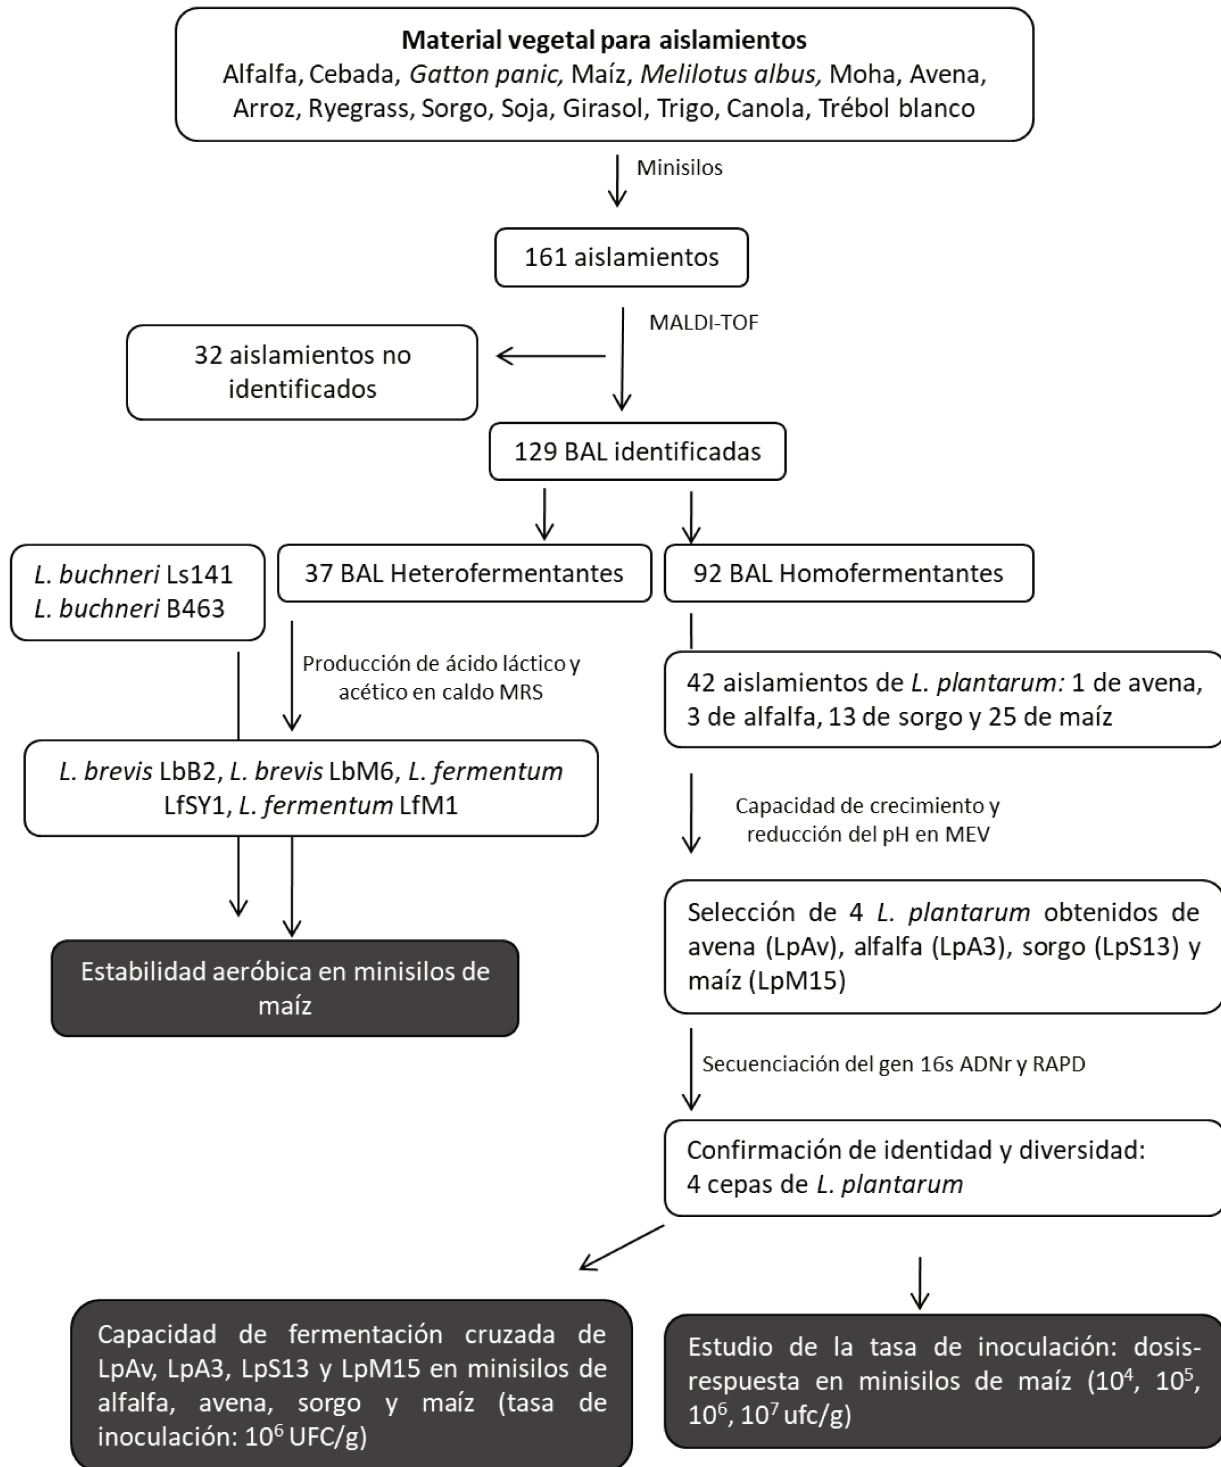 Material vegetal para aislamientos
Alfalfa, Cebada, Gatton panic, Maíz, Melilotus albus, Moha, Avena,
Arroz, Ryegrass, Sorgo, Soja, Girasol, Trigo, Canola, Trébol blanco
Minisilos
161 aislamientos
MALDI-TOF
32 aislamientos no
identificados
129 BAL identificadas
L. buchneri Ls141
L. buchneri B463
37 BAL Heterofermentantes
92 BAL Homofermentantes
Producción de ácido láctico y
acético en caldo MRS
42 aislamientos de L. plantarum: 1 de avena,
3 de alfalfa, 13 de sorgo y 25 de maíz
L. brevis LbB2, L. brevis LbM6, L. fermentum
LfSY1, L. fermentum LfM1
Capacidad de crecimiento y
reducción del pH en MEV
Selección de 4 L. plantarum obtenidos de
avena (LpAv), alfalfa (LpA3), sorgo (LpS13) y
maíz (LpM15)
Estabilidad aeróbica en minisilos de
maíz
Secuenciación del gen 16s ADNr y RAPD
Confirmación de identidad y diversidad:
4 cepas de L. plantarum
Capacidad de fermentación cruzada de
LpAv, LpA3, LpS13 y LpM15 en minisilos de
alfalfa, avena, sorgo y maíz (tasa de
inoculación: 10⁶ UFC/g)
Estudio de la tasa de inoculación: dosis-
respuesta en minisilos de maíz (10⁴, 10⁵,
10⁶, 10⁷ ufc/g)